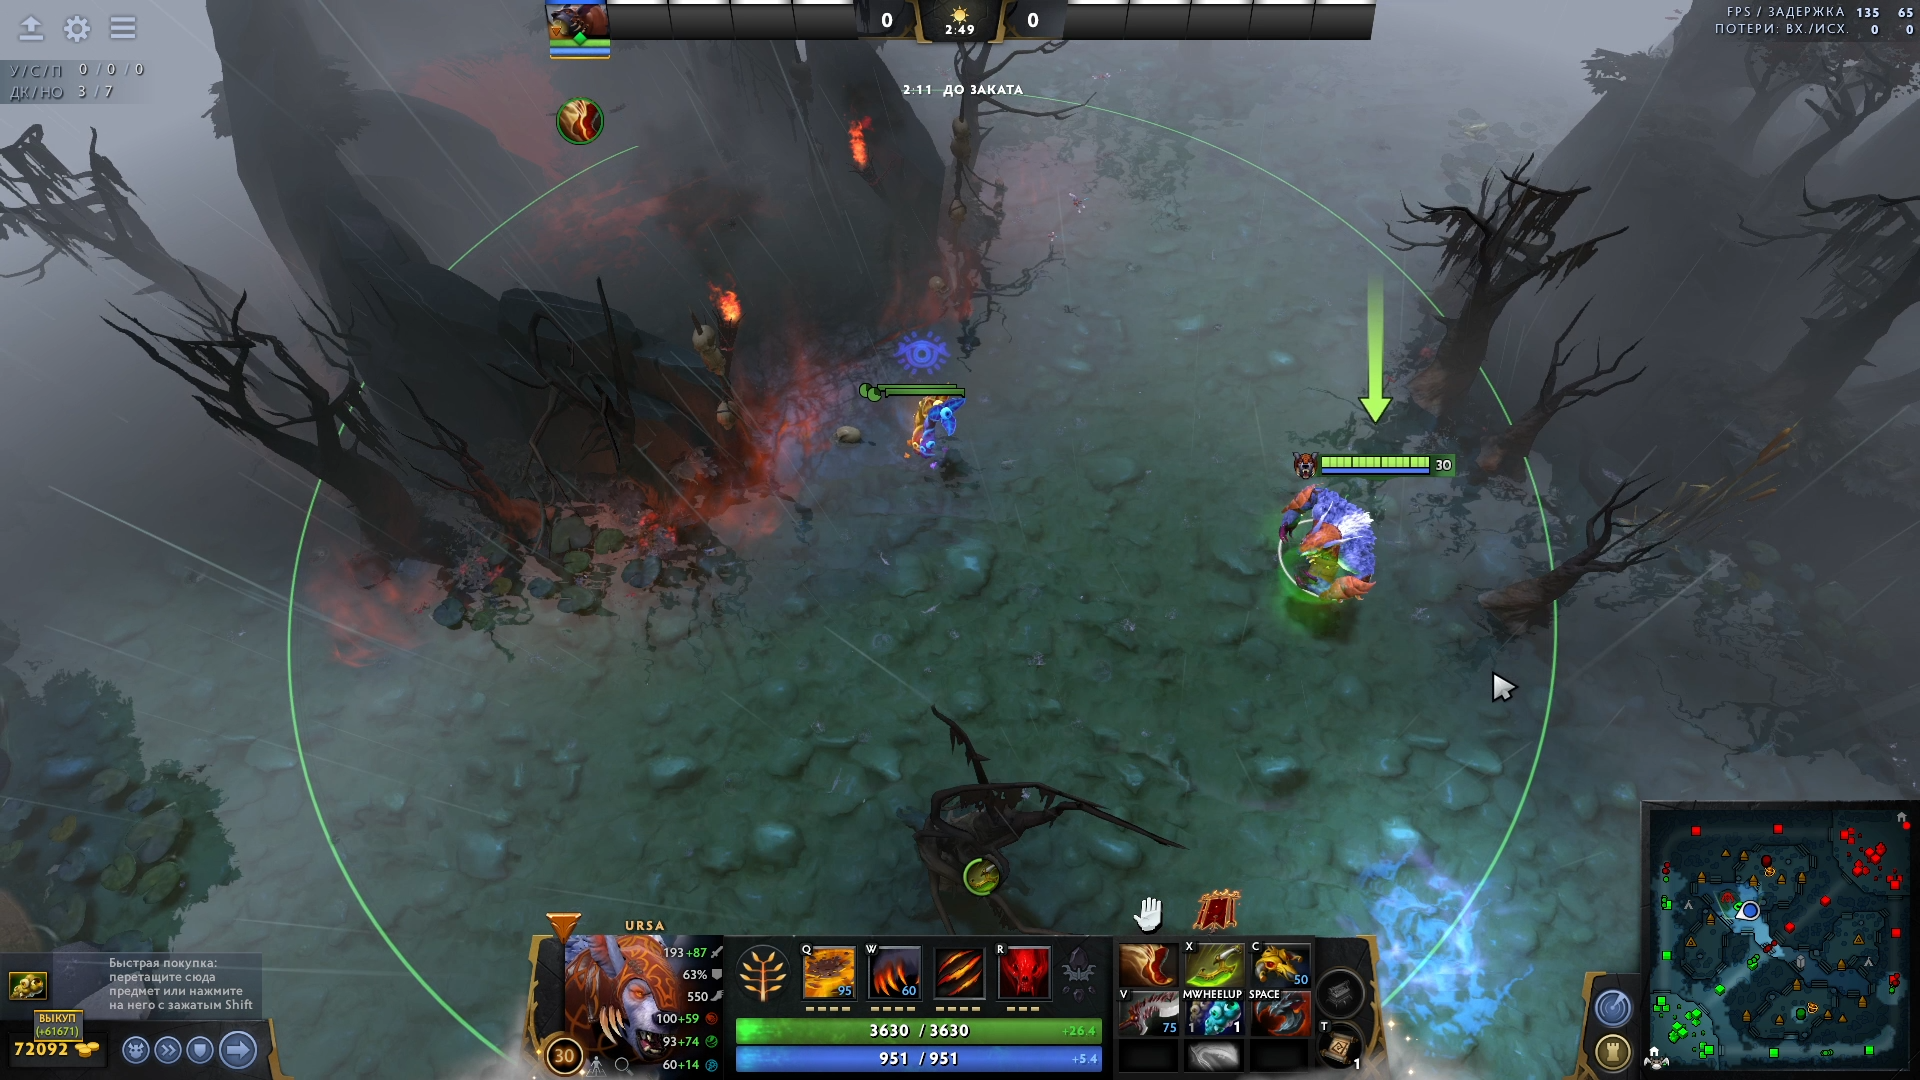 0
2:49
0
FPS / ЗАДЕРЖКА 135 65
ПОТЕРИ: ВХ./ИСХ. 0 0
У/С/П 0 / 0 / 0
ДК/НО 3 / 7
2:11 ДО ЗАКАТА
30
URSA
193+87
63%
550
100+59
93+74
60+14
30
Q
95
W
60
R
3630 / 3630
+26.4
951 / 951
+5.4
X
C
50
V
75
MWHEELUP
1
1
SPACE
T
1
Быстрая покупка:
перетащите сюда
предмет или нажмите
на него с зажатым Shift
ВЫКУП
(+61671)
72092